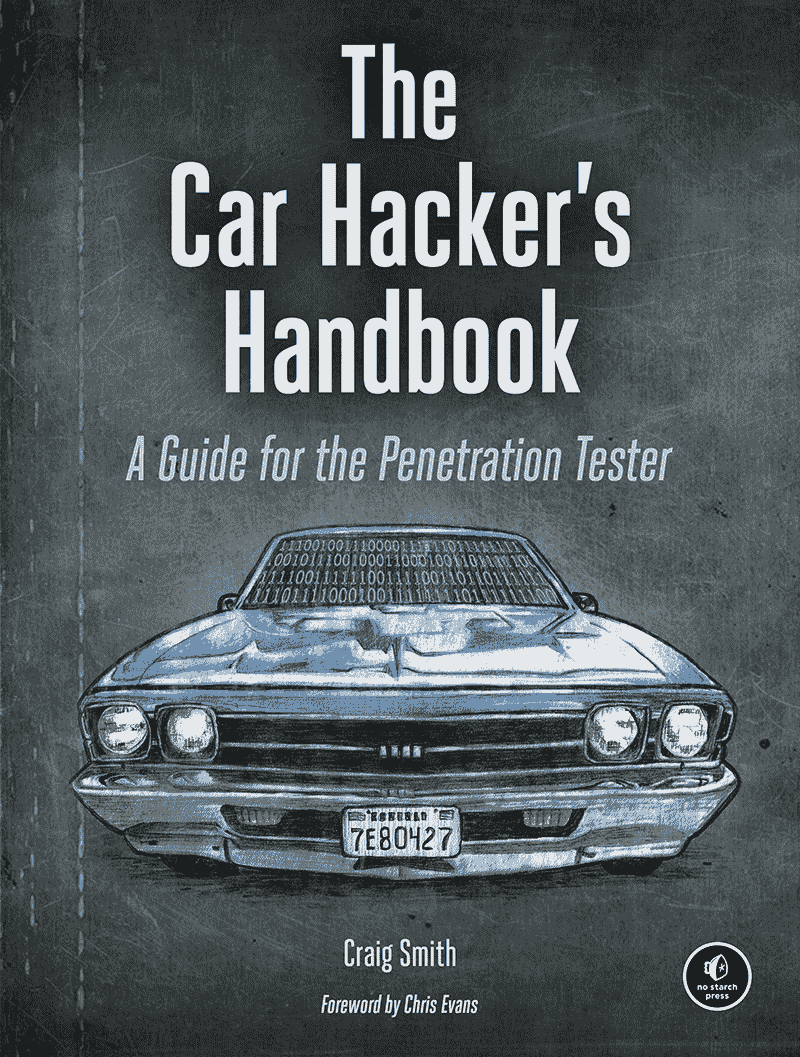 The
Car Hacker's
Handbook
A Guide for the Penetration Tester
7E80427
Craig Smith
Foreword by Chris Evans
no starch
press